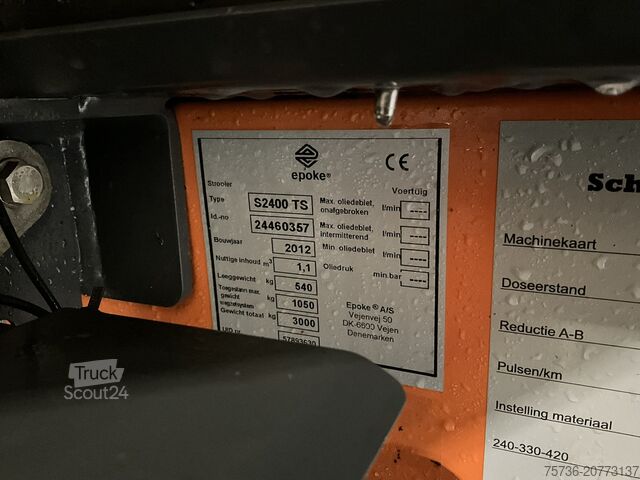 epoke®
CE
Strooier
Voertuig
Type S2400 TS
Max. oliedebiet, onafgebroken l/min ----
Id.-no 24460357
Max. oliedebiet, intermitterend l/min ----
Bouwjaar 2012
Min. oliedebiet l/min ----
Nuttige inhoud m³ 1,1
Oliedruk min.bar ----
Leeggewicht kg 540
Toegestaan max. gewicht kg 1050
Gewicht totaal kg 3000
57893630
Epoke® A/S
Vejenvej 50
DK-6600 Vejen
Denemarken
Sch
Machinekaart
Doseerstand
Reductie A-B
Pulsen/km
Instelling materiaal
240-330-420
Truck
Scout24
75736-20773137